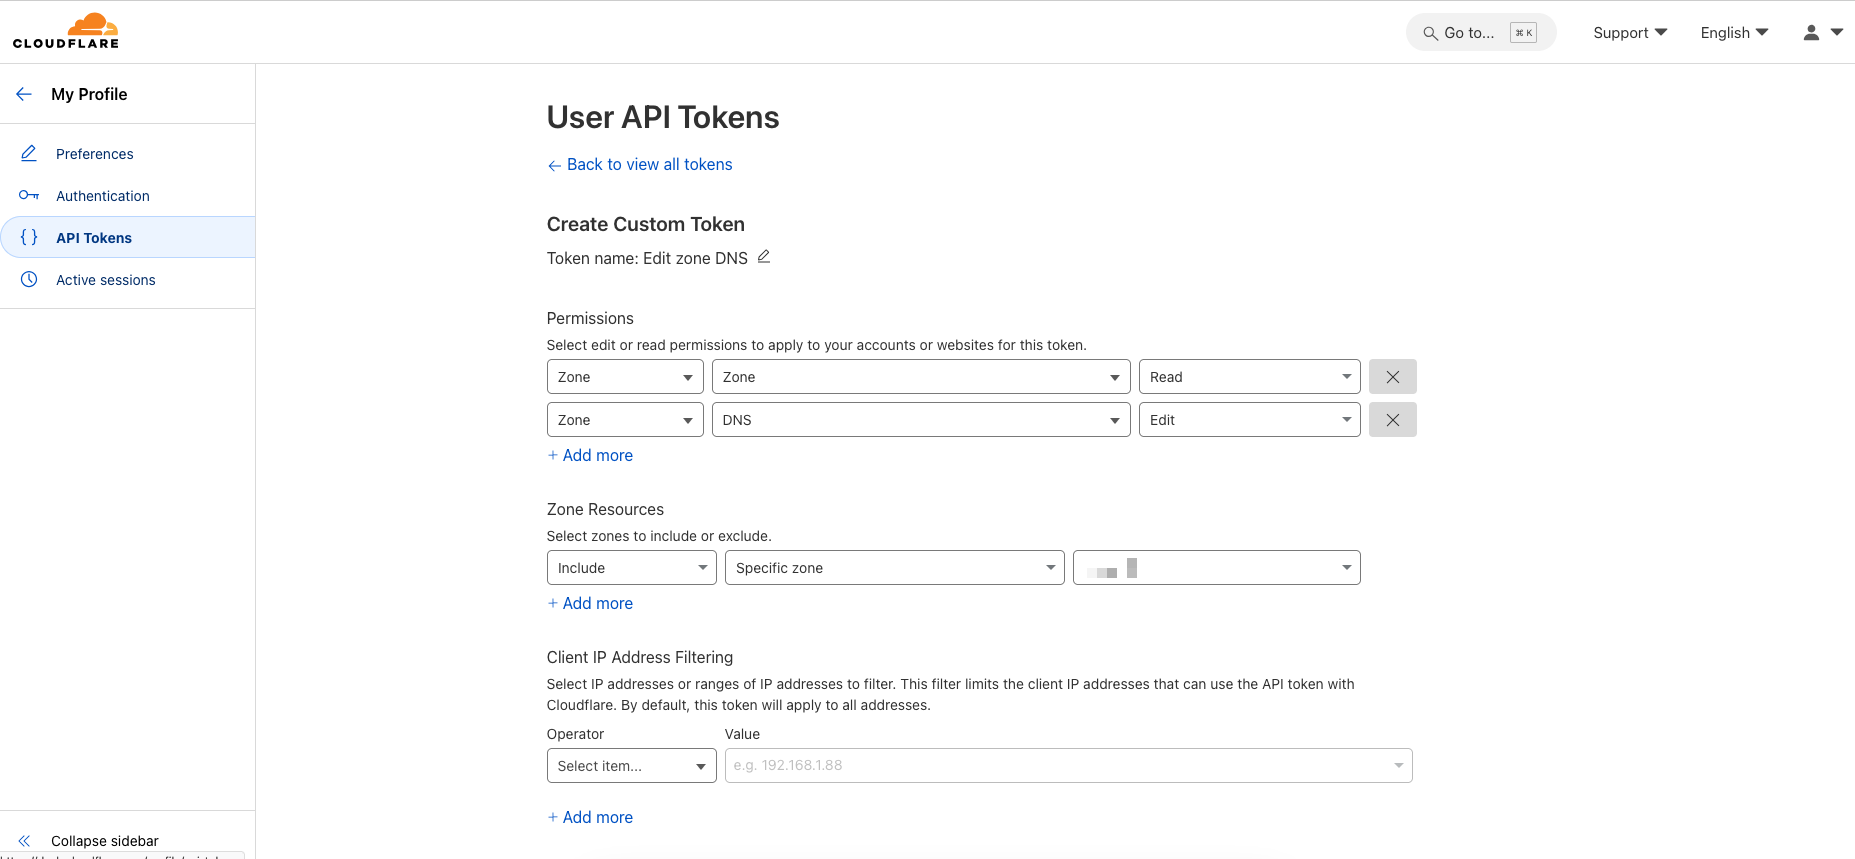 CLOUDFLARE
Go to... ⌘ K
Support
English
My Profile
Preferences
Authentication
API Tokens
Active sessions
Collapse sidebar
User API Tokens
← Back to view all tokens
Create Custom Token
Token name: Edit zone DNS
Permissions
Select edit or read permissions to apply to your accounts or websites for this token.
Zone Zone Read
Zone DNS Edit
+ Add more
Zone Resources
Select zones to include or exclude.
Include Specific zone
+ Add more
Client IP Address Filtering
Select IP addresses or ranges of IP addresses to filter. This filter limits the client IP addresses that can use the API token with
Cloudflare. By default, this token will apply to all addresses.
Operator Value
Select item... e.g. 192.168.1.88
+ Add more